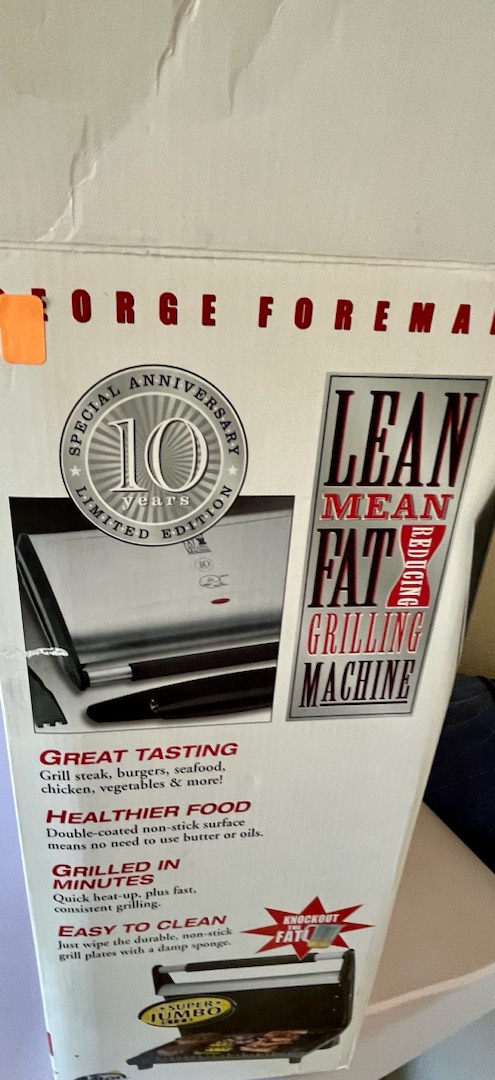 EORGE FOREMA
SPECIAL ANNIVERSARY
10
years
LIMITED EDITION
10
LEAN
MEAN
FAT
REDUCING
GRILLING
MACHINE
GREAT TASTING
Grill steak, burgers, seafood,
chicken, vegetables & more!
HEALTHIER FOOD
Double-coated non-stick surface
means no need to use butter or oils.
GRILLED IN
MINUTES
Quick heat-up, plus fast,
consistent grilling.
EASY TO CLEAN
Just wipe the durable, non-stick
grill plates with a damp sponge.
KNOCKOUT
THE
FAT
SUPER
JUMBO